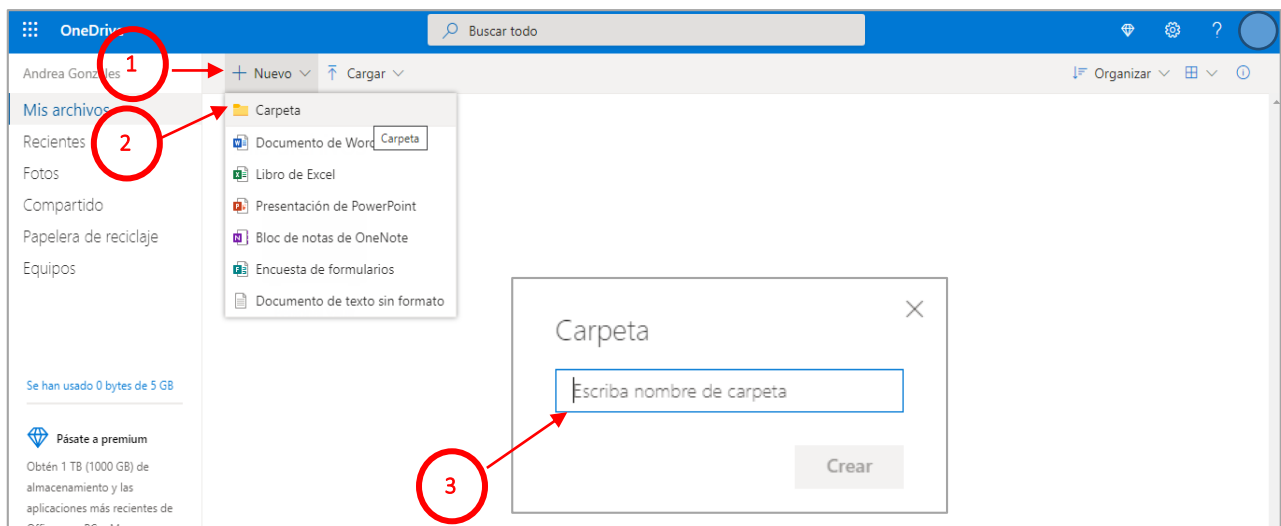 OneDrive
Buscar todo
?
Andrea Gonzales
1
Nuevo
Cargar
Organizar
Mis archivos
Carpeta
Recientes
2
Documento de Word
Carpeta
Fotos
Libro de Excel
Compartido
Presentación de PowerPoint
Papelera de reciclaje
Bloc de notas de OneNote
Equipos
Encuesta de formularios
Documento de texto sin formato
Carpeta
Escriba nombre de carpeta
3
Crear
Se han usado 0 bytes de 5 GB
Pásate a premium
Obtén 1 TB (1000 GB) de
almacenamiento y las
aplicaciones más recientes de